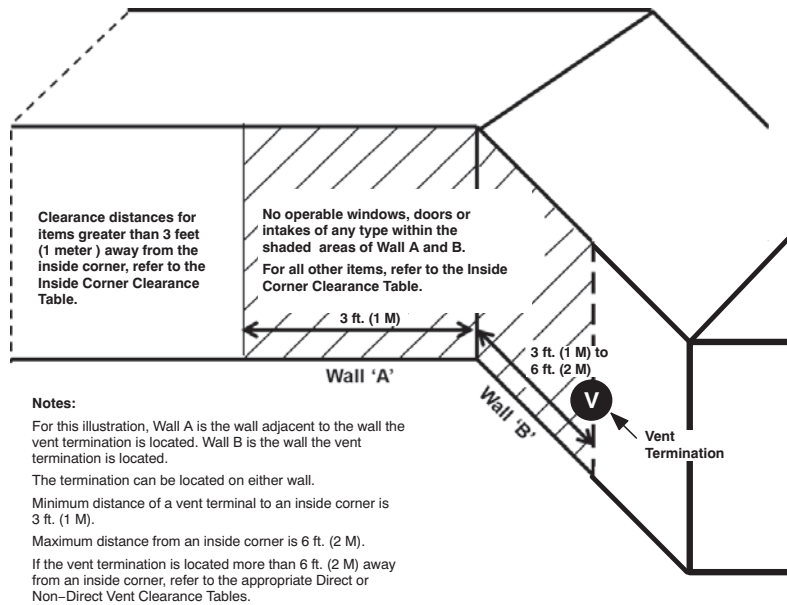 Clearance distances for
items greater than 3 feet
(1 meter ) away from the
inside corner, refer to the
Inside Corner Clearance
Table.
No operable windows, doors or
intakes of any type within the
shaded areas of Wall A and B.
For all other items, refer to the Inside
Corner Clearance Table.
3 ft. (1 M)
3 ft. (1 M) to
6 ft. (2 M)
Wall 'A'
Wall 'B'
V
Vent
Termination
Notes:
For this illustration, Wall A is the wall adjacent to the wall the
vent termination is located. Wall B is the wall the vent
termination is located.
The termination can be located on either wall.
Minimum distance of a vent terminal to an inside corner is
3 ft. (1 M).
Maximum distance from an inside corner is 6 ft. (2 M).
If the vent termination is located more than 6 ft. (2 M) away
from an inside corner, refer to the appropriate Direct or
Non−Direct Vent Clearance Tables.